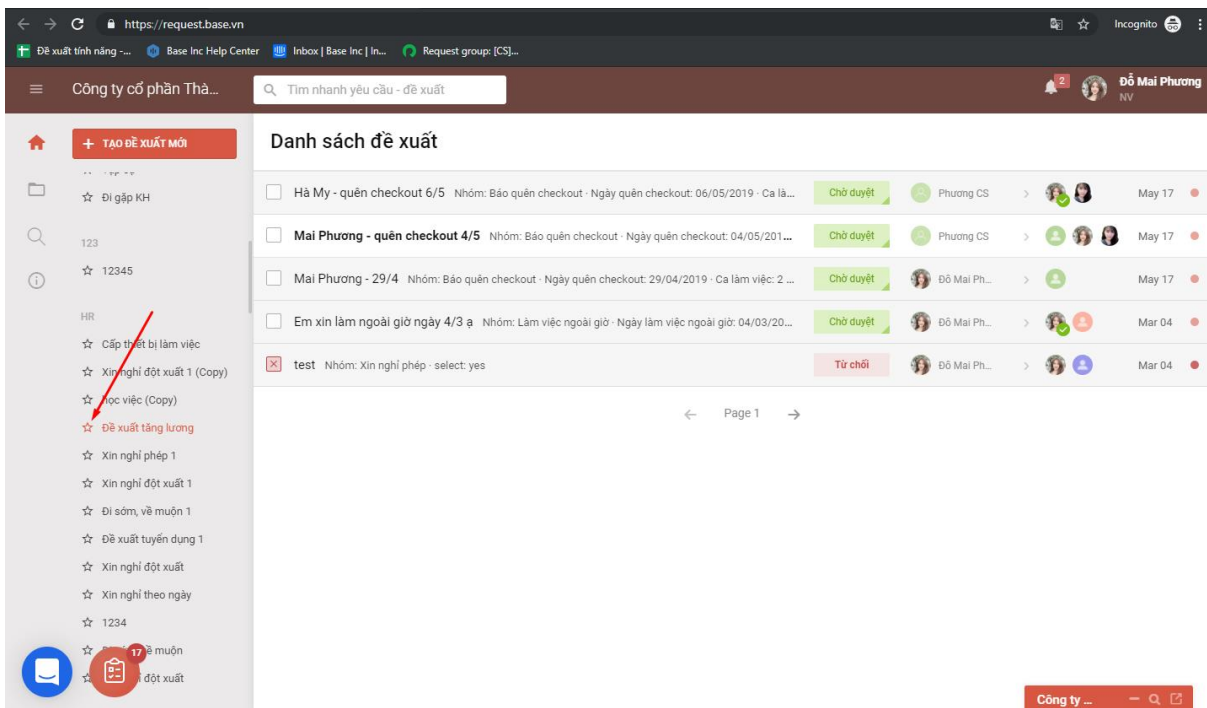 https://request.base.vn
Incognito
Đề xuất tính năng -...
Base Inc Help Center
Inbox | Base Inc | In...
Request group: [CS]...
Công ty cổ phần Thà...
Tìm nhanh yêu cầu - đề xuất
2
Đỗ Mai Phương
NV
+ TẠO ĐỀ XUẤT MỚI
Đi gặp KH
123
12345
HR
Cấp thiết bị làm việc
Xin nghỉ đột xuất 1 (Copy)
học việc (Copy)
Đề xuất tăng lương
Xin nghỉ phép 1
Xin nghỉ đột xuất 1
Đi sớm, về muộn 1
Đề xuất tuyển dụng 1
Xin nghỉ đột xuất
Xin nghỉ theo ngày
1234
muộn
17
đột xuất
Danh sách đề xuất
Hà My - quên checkout 6/5 Nhóm: Báo quên checkout · Ngày quên checkout: 06/05/2019 · Ca là... Chờ duyệt Phương CS May 17
Mai Phương - quên checkout 4/5 Nhóm: Báo quên checkout · Ngày quên checkout: 04/05/201... Chờ duyệt Phương CS May 17
Mai Phương - 29/4 Nhóm: Báo quên checkout · Ngày quên checkout: 29/04/2019 · Ca làm việc: 2 ... Chờ duyệt Đỗ Mai Ph... May 17
Em xin làm ngoài giờ ngày 4/3 ạ Nhóm: Làm việc ngoài giờ · Ngày làm việc ngoài giờ: 04/03/20... Chờ duyệt Đỗ Mai Ph... Mar 04
test Nhóm: Xin nghỉ phép · select: yes Từ chối Đỗ Mai Ph... Mar 04
Page 1
Công ty ...